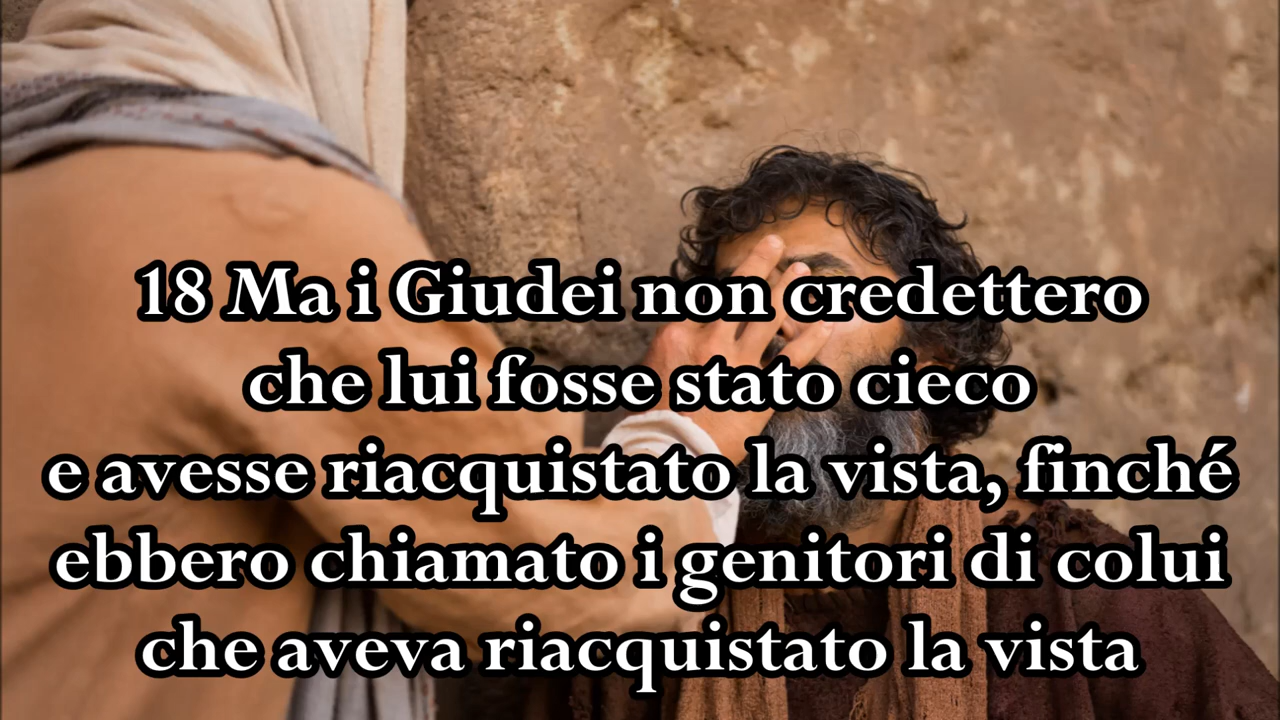 18 Ma i Giudei non credettero
che lui fosse stato cieco
e avesse riacquistato la vista, finché
ebbero chiamato i genitori di colui
che aveva riacquistato la vista